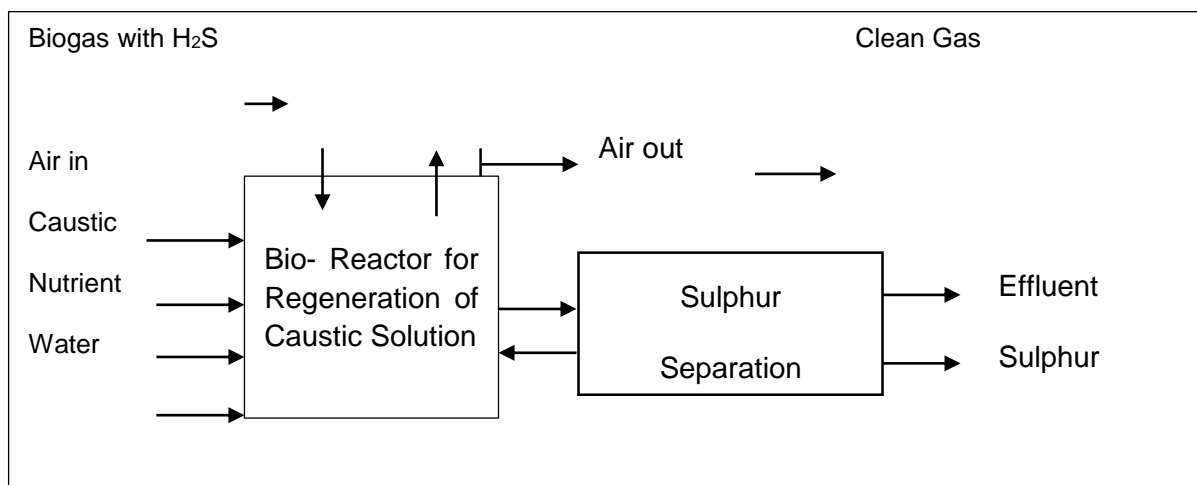 Biogas with H₂S
Clean Gas
Air out
Air in
Caustic
Nutrient
Water
Bio- Reactor for
Regeneration of
Caustic Solution
Sulphur
Separation
Effluent
Sulphur